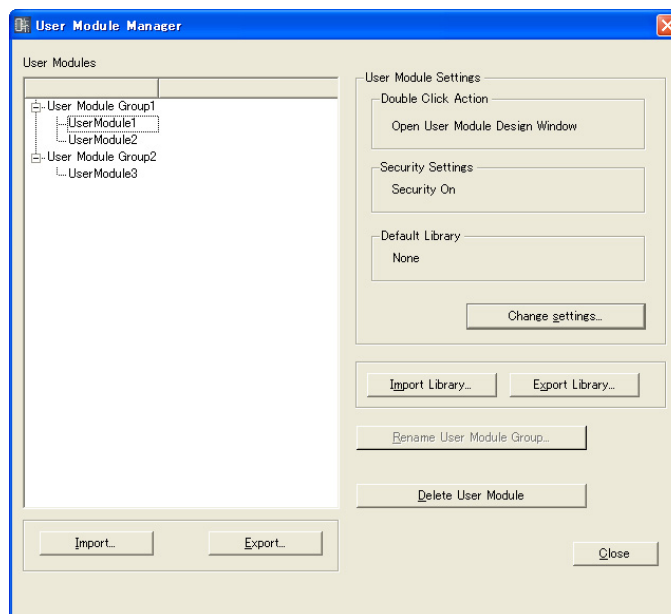 User Module Manager
User Modules
User Module Group1
UserModule1
UserModule2
User Module Group2
UserModule3
Import...
Export...
User Module Settings
Double Click Action
Open User Module Design Window
Security Settings
Security On
Default Library
None
Change settings...
Import Library...
Export Library...
Rename User Module Group...
Delete User Module
Close